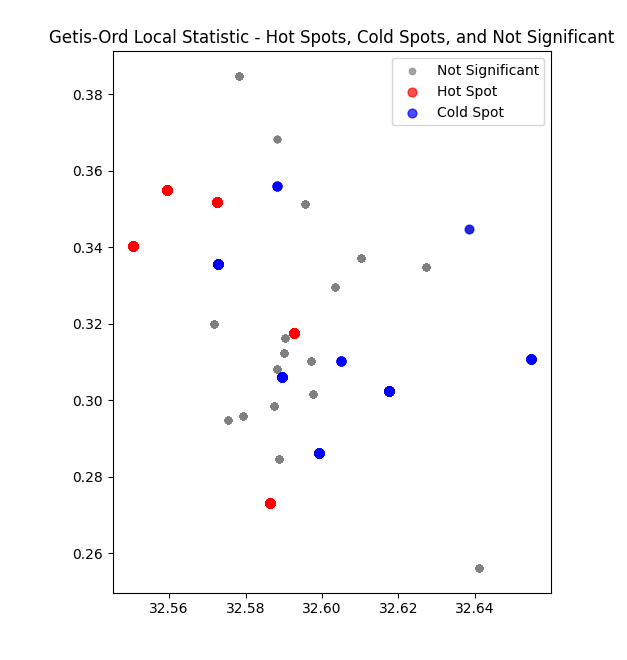 Getis-Ord Local Statistic - Hot Spots, Cold Spots, and Not Significant
Not Significant
Hot Spot
Cold Spot
0.38
0.36
0.34
0.32
0.30
0.28
0.26
32.56 32.58 32.60 32.62 32.64